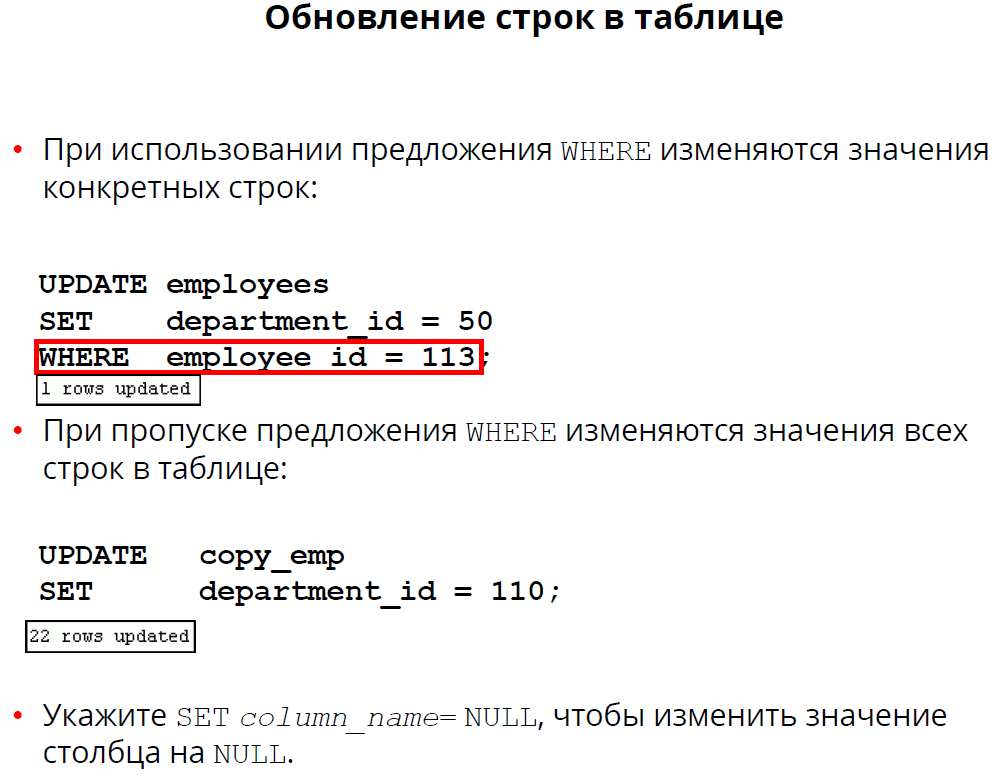 Обновление строк в таблице
• При использовании предложения WHERE изменяются значения
конкретных строк:
UPDATE employees
SET department_id = 50
WHERE employee_id = 113;
1 rows updated
• При пропуске предложения WHERE изменяются значения всех
строк в таблице:
UPDATE copy_emp
SET department_id = 110;
22 rows updated
• Укажите SET column_name= NULL, чтобы изменить значение
столбца на NULL.